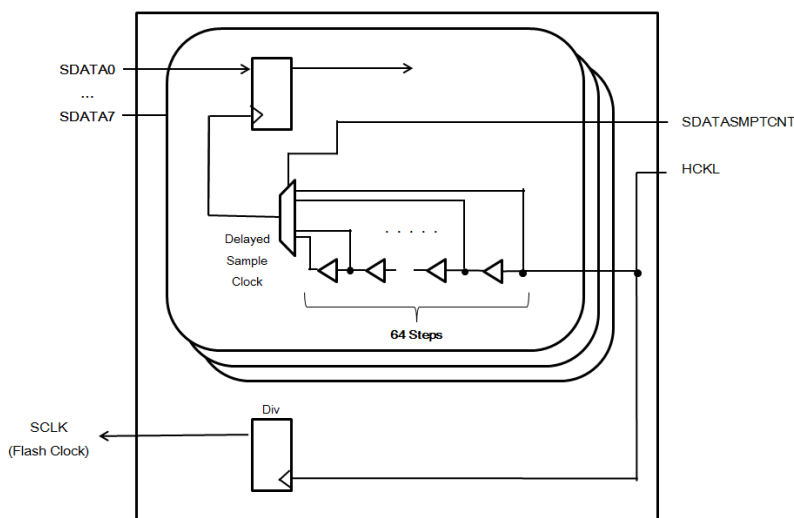 SDATA0
...
SDATA7
SDATASMPTCNT
HCKL
Delayed
Sample
Clock
. . . . .
64 Steps
Div
SCLK
(Flash Clock)